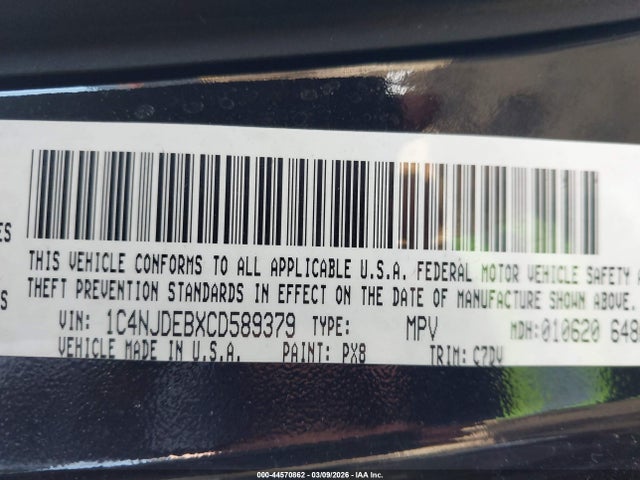 ES
THIS VEHICLE CONFORMS TO ALL APPLICABLE U.S.A. FEDERAL MOTOR VEHICLE SAFETY
S THEFT PREVENTION STANDARDS IN EFFECT ON THE DATE OF MANUFACTURE SHOWN ABOVE.
VIN: 1C4NJDEBXCD589379 TYPE: MPV MDH:010620 648
VEHICLE MADE IN U.S.A. PAINT: PX8 TRIM: C7DV
000-44570862 - 03/09/2026 - IAA Inc.